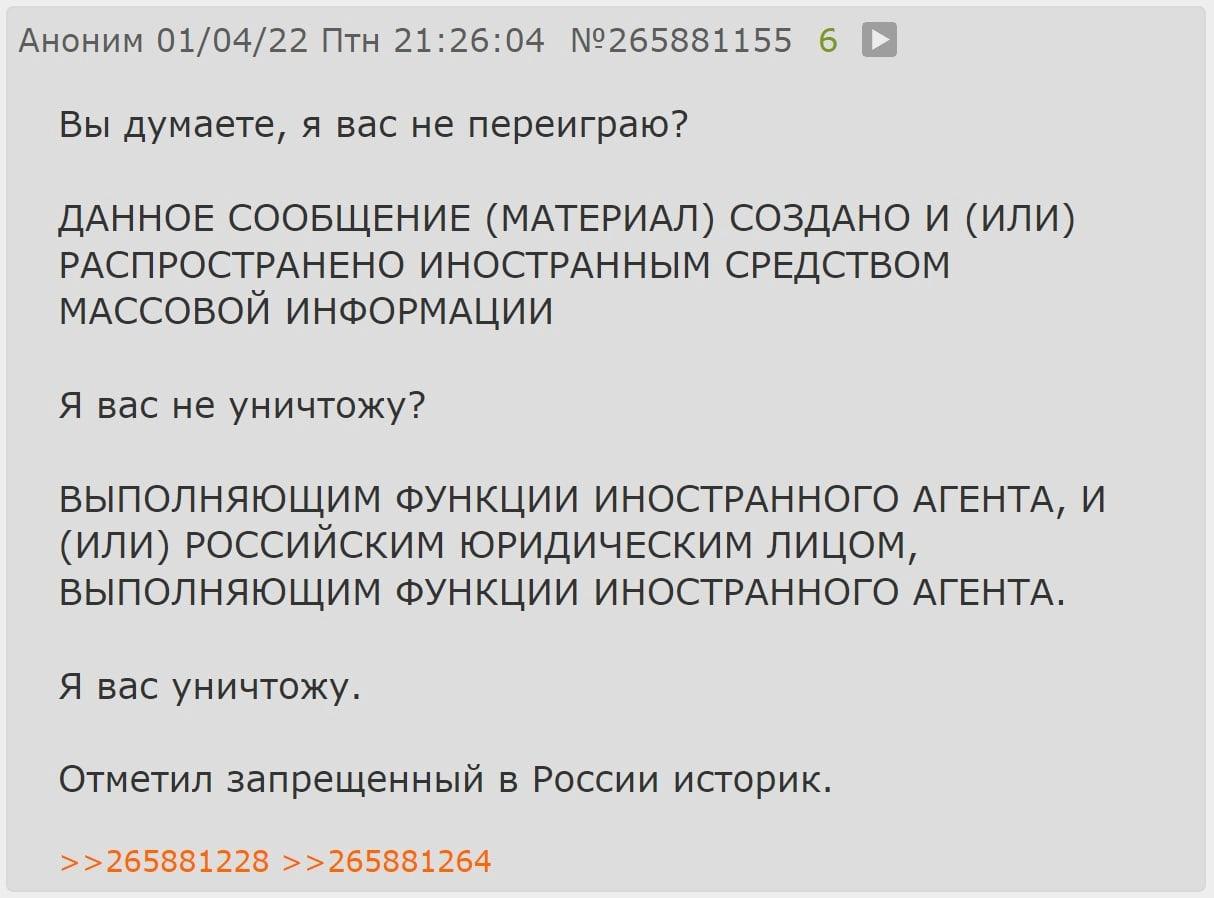 Аноним 01/04/22 Птн 21:26:04 №265881155 6
Вы думаете, я вас не переиграю?
ДАННОЕ СООБЩЕНИЕ (МАТЕРИАЛ) СОЗДАНО И (ИЛИ)
РАСПРОСТРАНЕНО ИНОСТРАННЫМ СРЕДСТВОМ
МАССОВОЙ ИНФОРМАЦИИ
Я вас не уничтожу?
ВЫПОЛНЯЮЩИМ ФУНКЦИИ ИНОСТРАННОГО АГЕНТА, И
(ИЛИ) РОССИЙСКИМ ЮРИДИЧЕСКИМ ЛИЦОМ,
ВЫПОЛНЯЮЩИМ ФУНКЦИИ ИНОСТРАННОГО АГЕНТА.
Я вас уничтожу.
Отметил запрещенный в России историк.
>>265881228 >>265881264